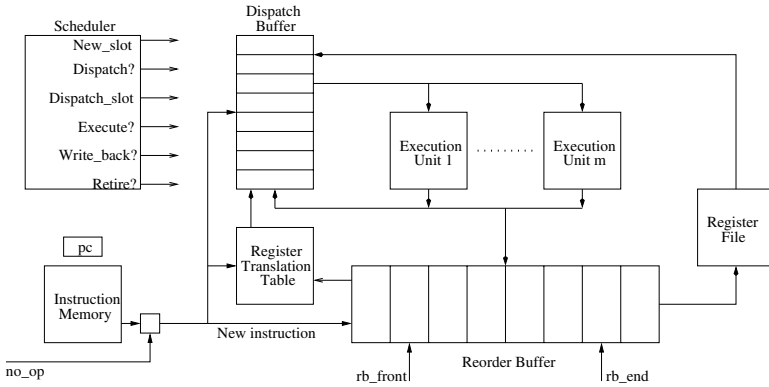 Scheduler
New_slot
Dispatch?
Dispatch_slot
Execute?
Write_back?
Retire?
Dispatch
Buffer
Execution
Unit 1
Execution
Unit m
Register
File
pc
Instruction
Memory
Register
Translation
Table
New instruction
no_op
Reorder Buffer
rb_front
rb_end